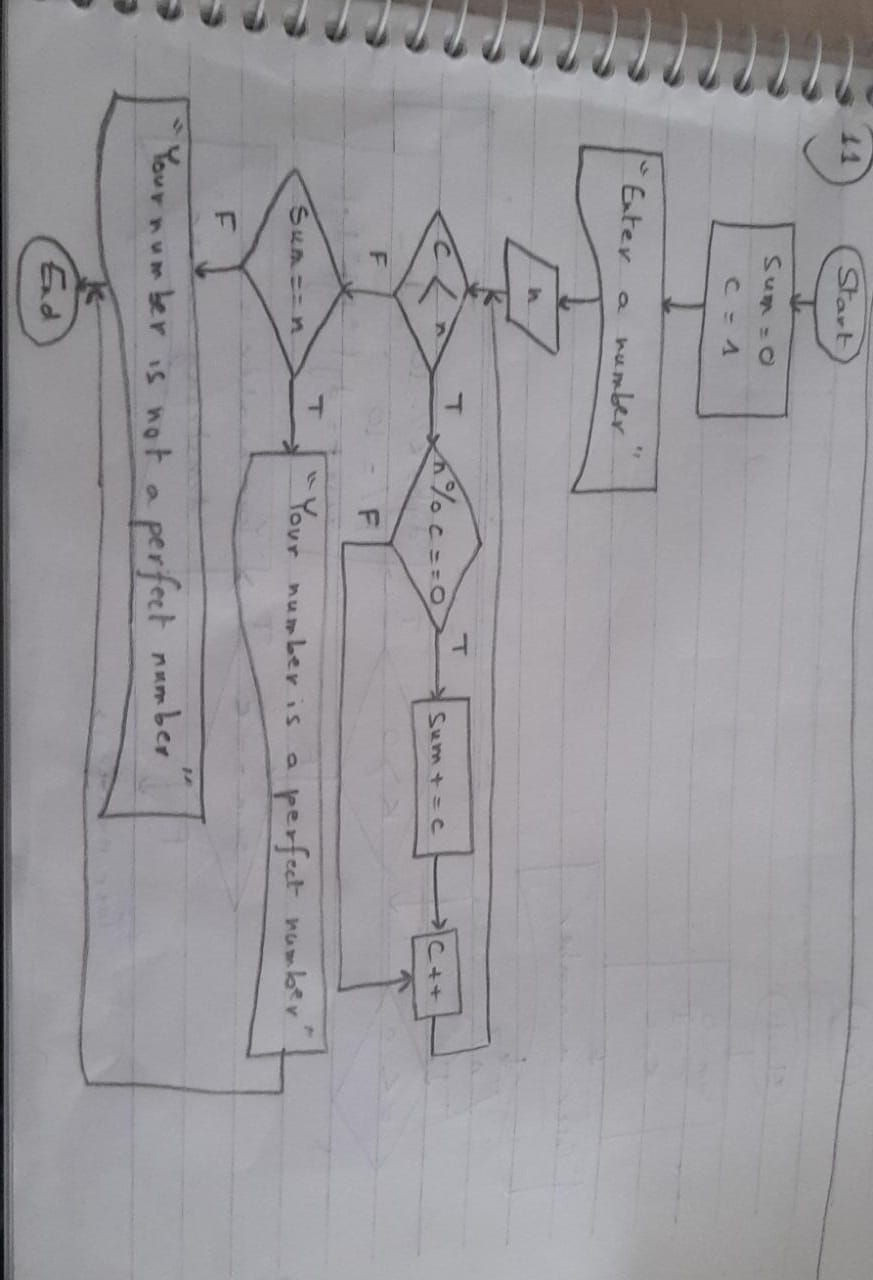 11
Start
Sum = 0
C = 1
"Enter a number"
n
C < n
T
n % C == 0
T
Sum += C
C++
F
F
Sum == n
T
"Your number is a perfect number"
F
"Your number is not a perfect number"
End